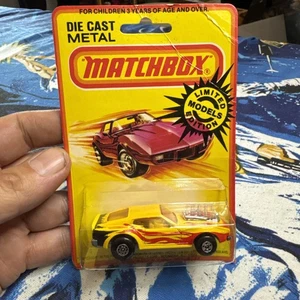 FOR CHILDREN 3 YEARS OF AGE AND OVER.
DIE CAST
METAL
MATCHBOX®
LIMITED
MODELS
EDITION